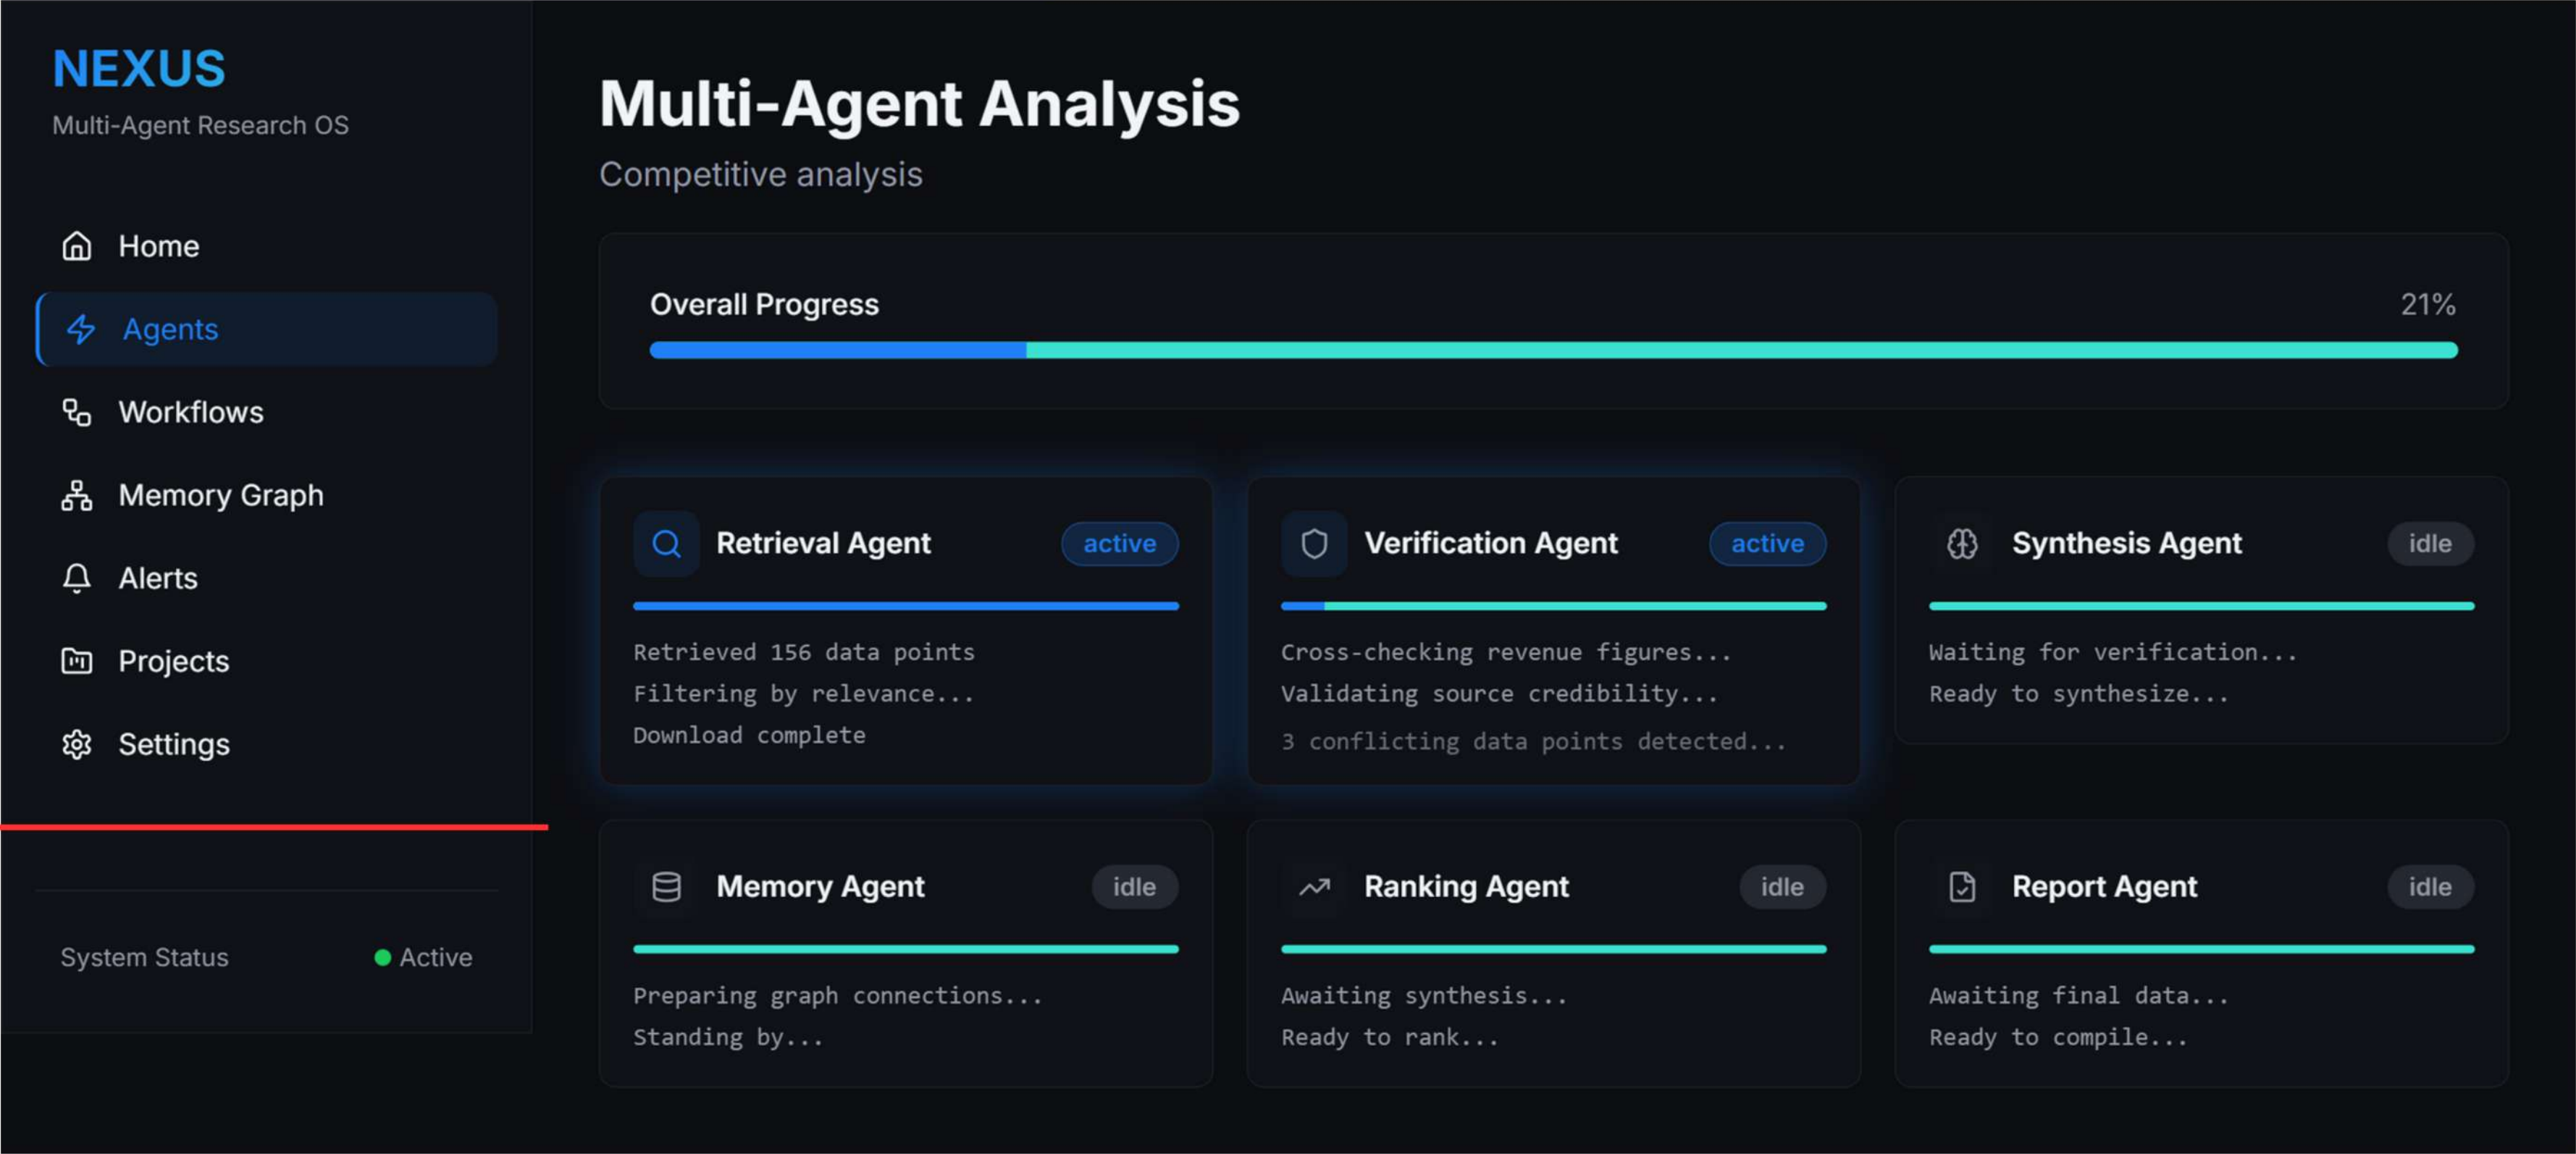 NEXUS
Multi-Agent Research OS
Home
Agents
Workflows
Memory Graph
Alerts
Projects
Settings
System Status Active
Multi-Agent Analysis
Competitive analysis
Overall Progress 21%
Retrieval Agent active
Retrieved 156 data points
Filtering by relevance...
Download complete
Verification Agent active
Cross-checking revenue figures...
Validating source credibility...
3 conflicting data points detected...
Synthesis Agent idle
Waiting for verification...
Ready to synthesize...
Memory Agent idle
Preparing graph connections...
Standing by...
Ranking Agent idle
Awaiting synthesis...
Ready to rank...
Report Agent idle
Awaiting final data...
Ready to compile...